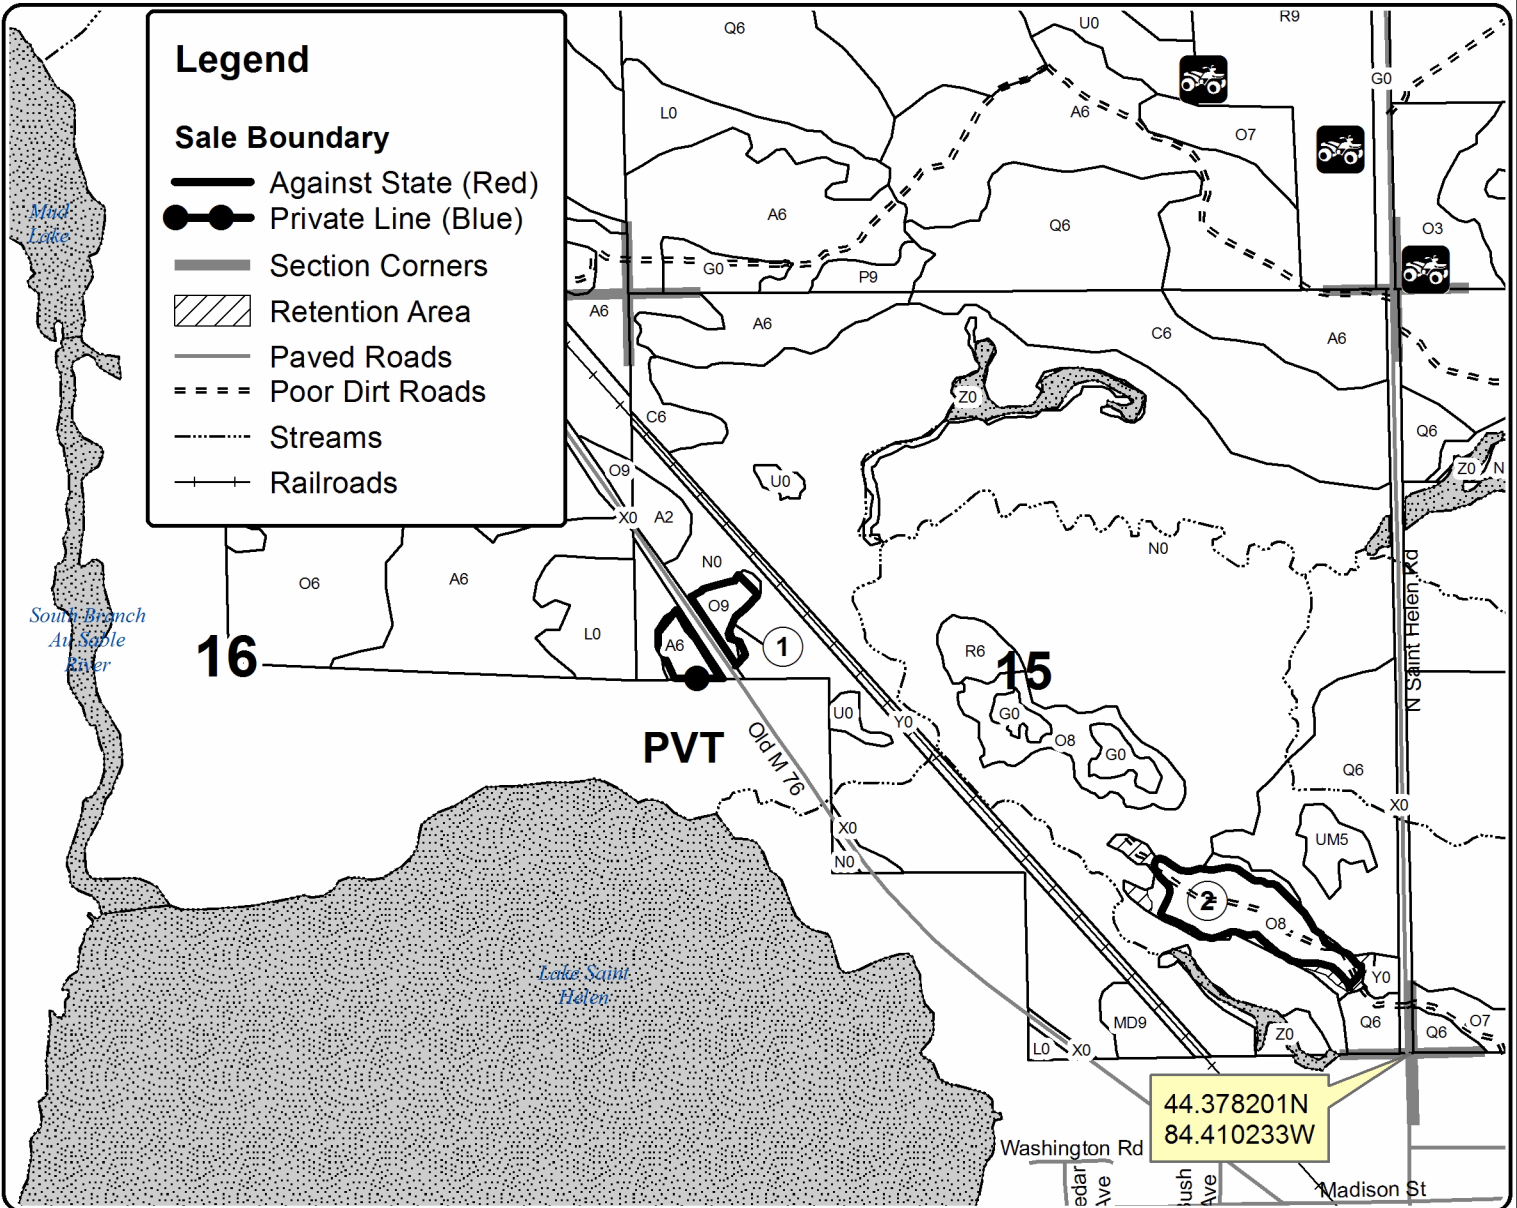 Legend
Sale Boundary
Against State (Red)
Private Line (Blue)
Section Corners
Retention Area
Paved Roads
Poor Dirt Roads
Streams
Railroads
Q6
U0
R9
G0
L0
A6
O7
Mud
Lake
A6
Q6
O3
G0
P9
A6
A6
C6
A6
Z0
C6
Q6
O9
U0
Z0
N
X0
A2
N0
N0
O6
A6
O9
N Saint Helen Rd
South Branch
Au Sable
River
L0
A6
1
16
R6
15
U0
G0
Y0
PVT
Old M 76
O8
G0
Q6
X0
X0
N0
UM5
2
O8
Lake Saint
Helen
Y0
MD9
Z0
Q6
Q6
O7
L0
X0
44.378201N
84.410233W
Washington Rd
edar
Ave
ush
Ave
Madison St